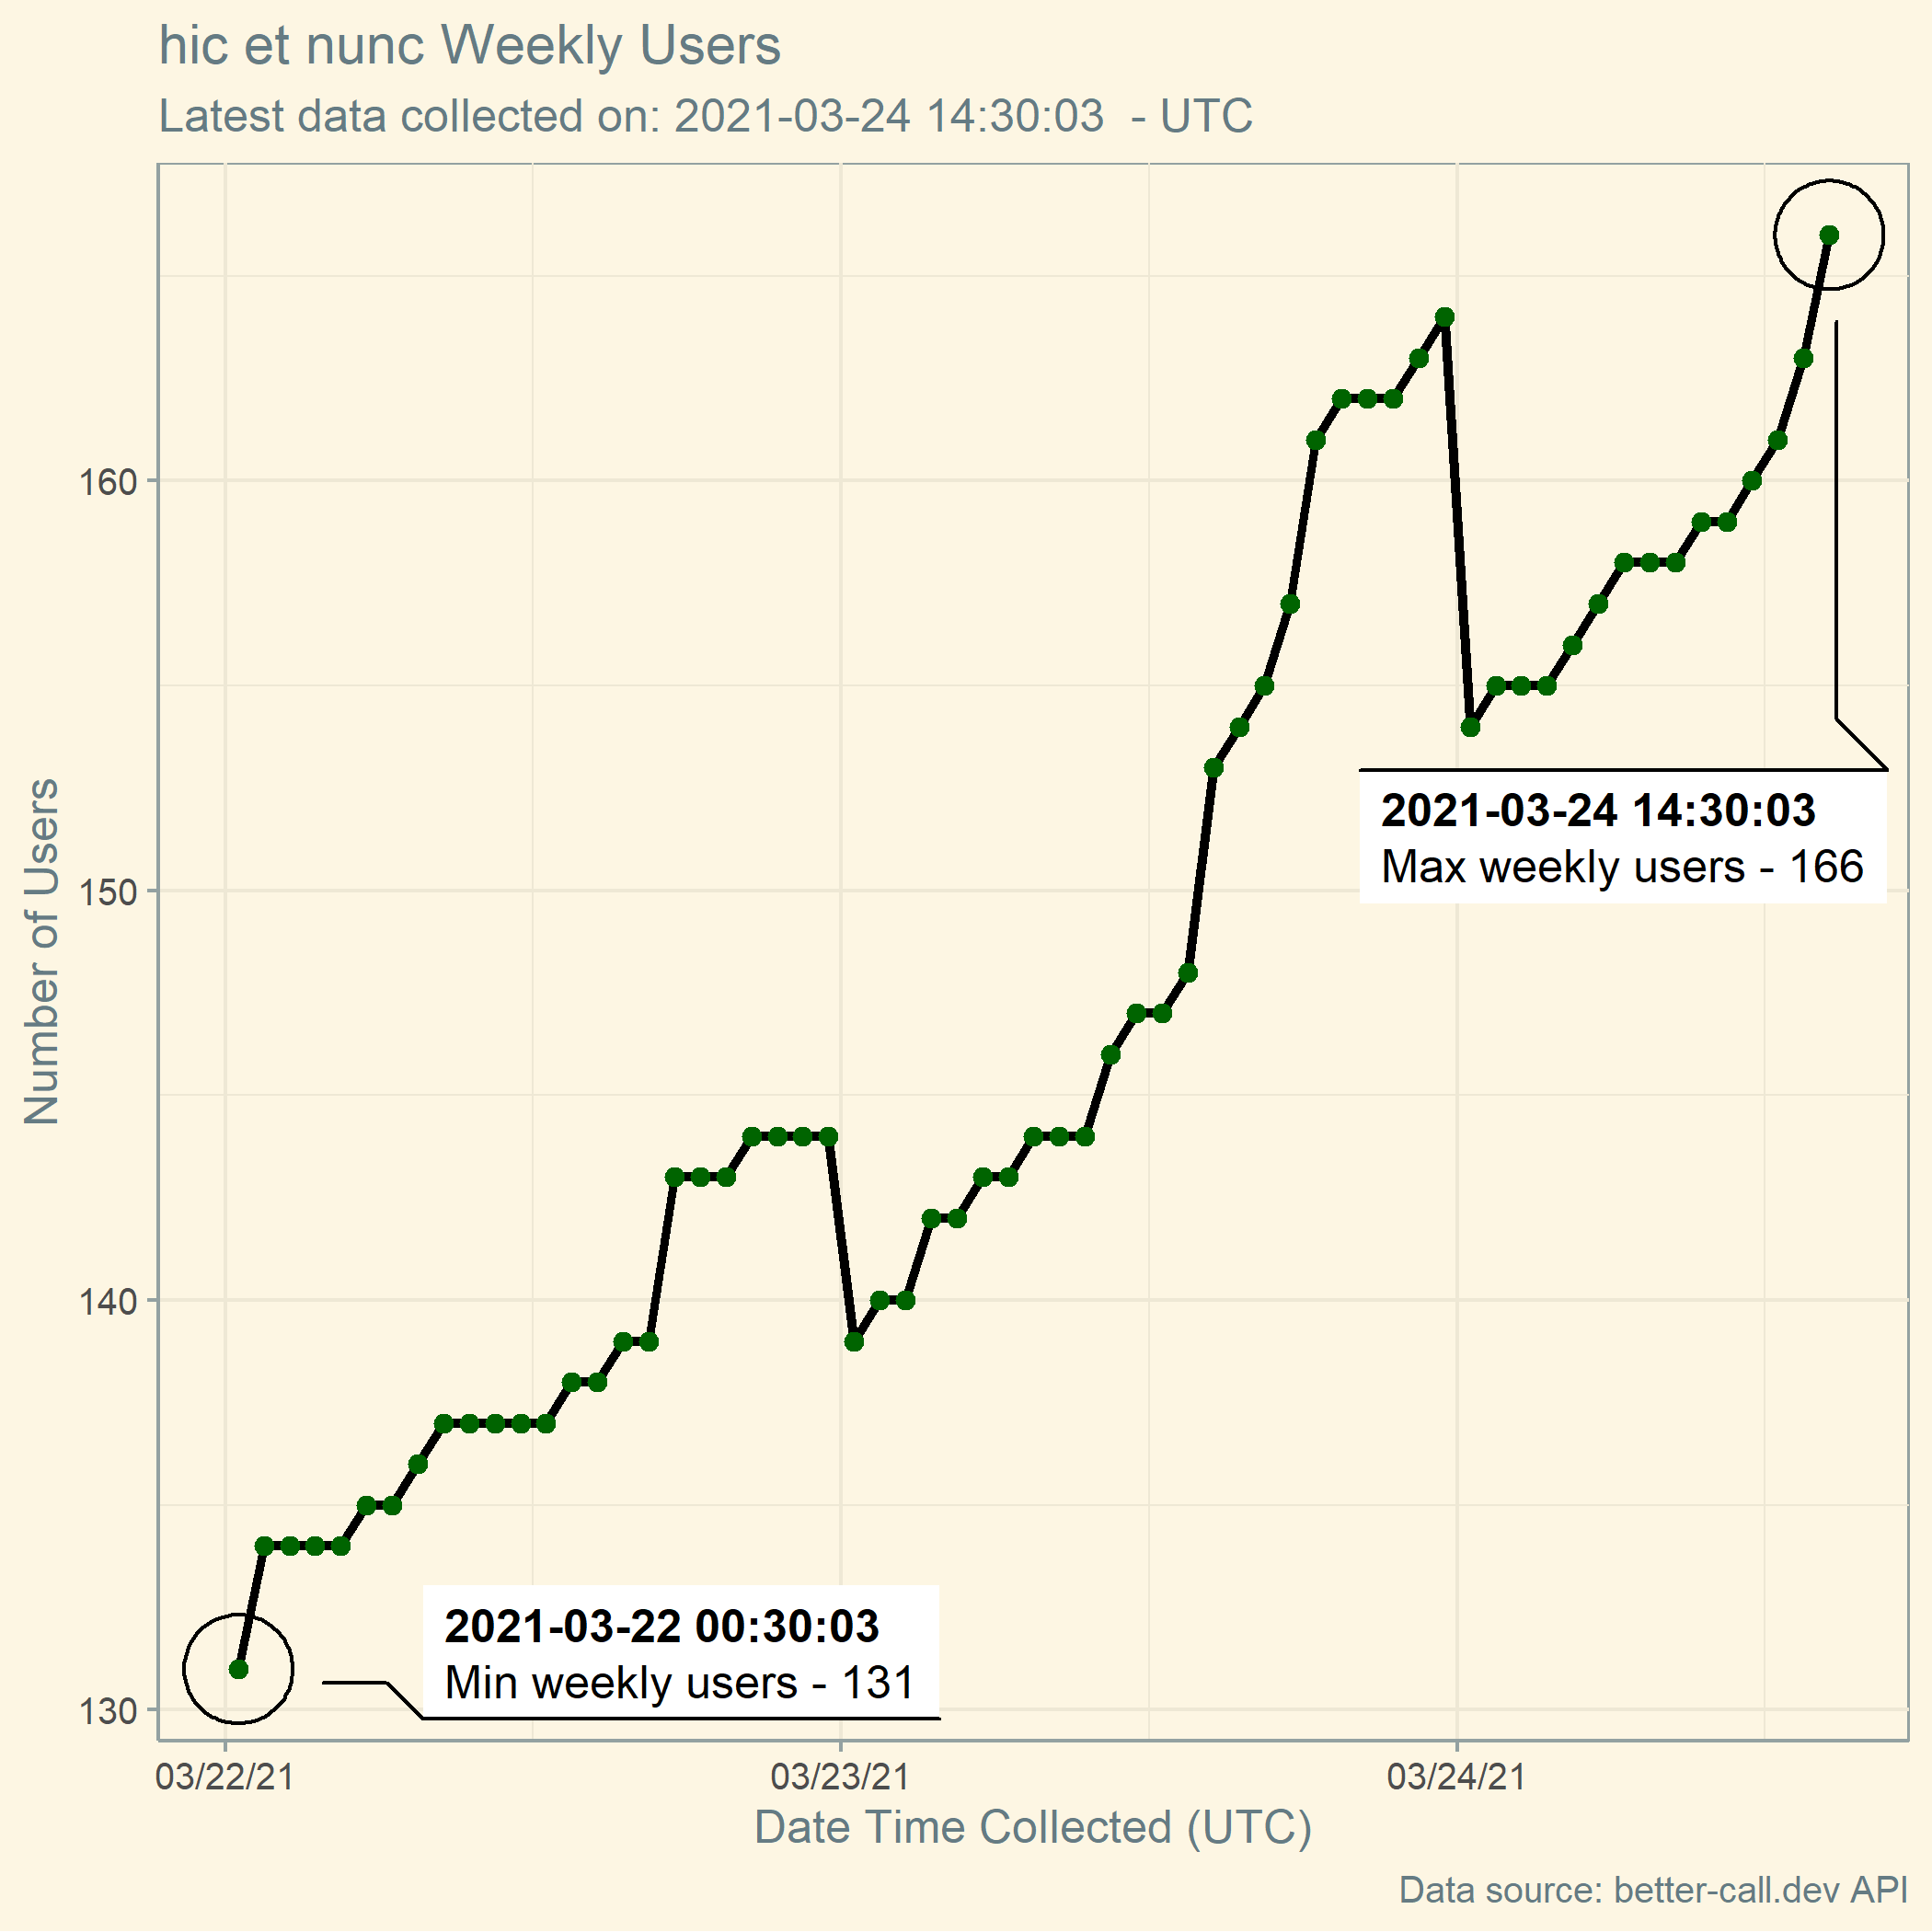 hic et nunc Weekly Users
Latest data collected on: 2021-03-24 14:30:03  - UTC
Number of Users
160
150
140
130
2021-03-24 14:30:03
Max weekly users - 166
2021-03-22 00:30:03
Min weekly users - 131
03/22/21
03/23/21
03/24/21
Date Time Collected (UTC)
Data source: better-call.dev API